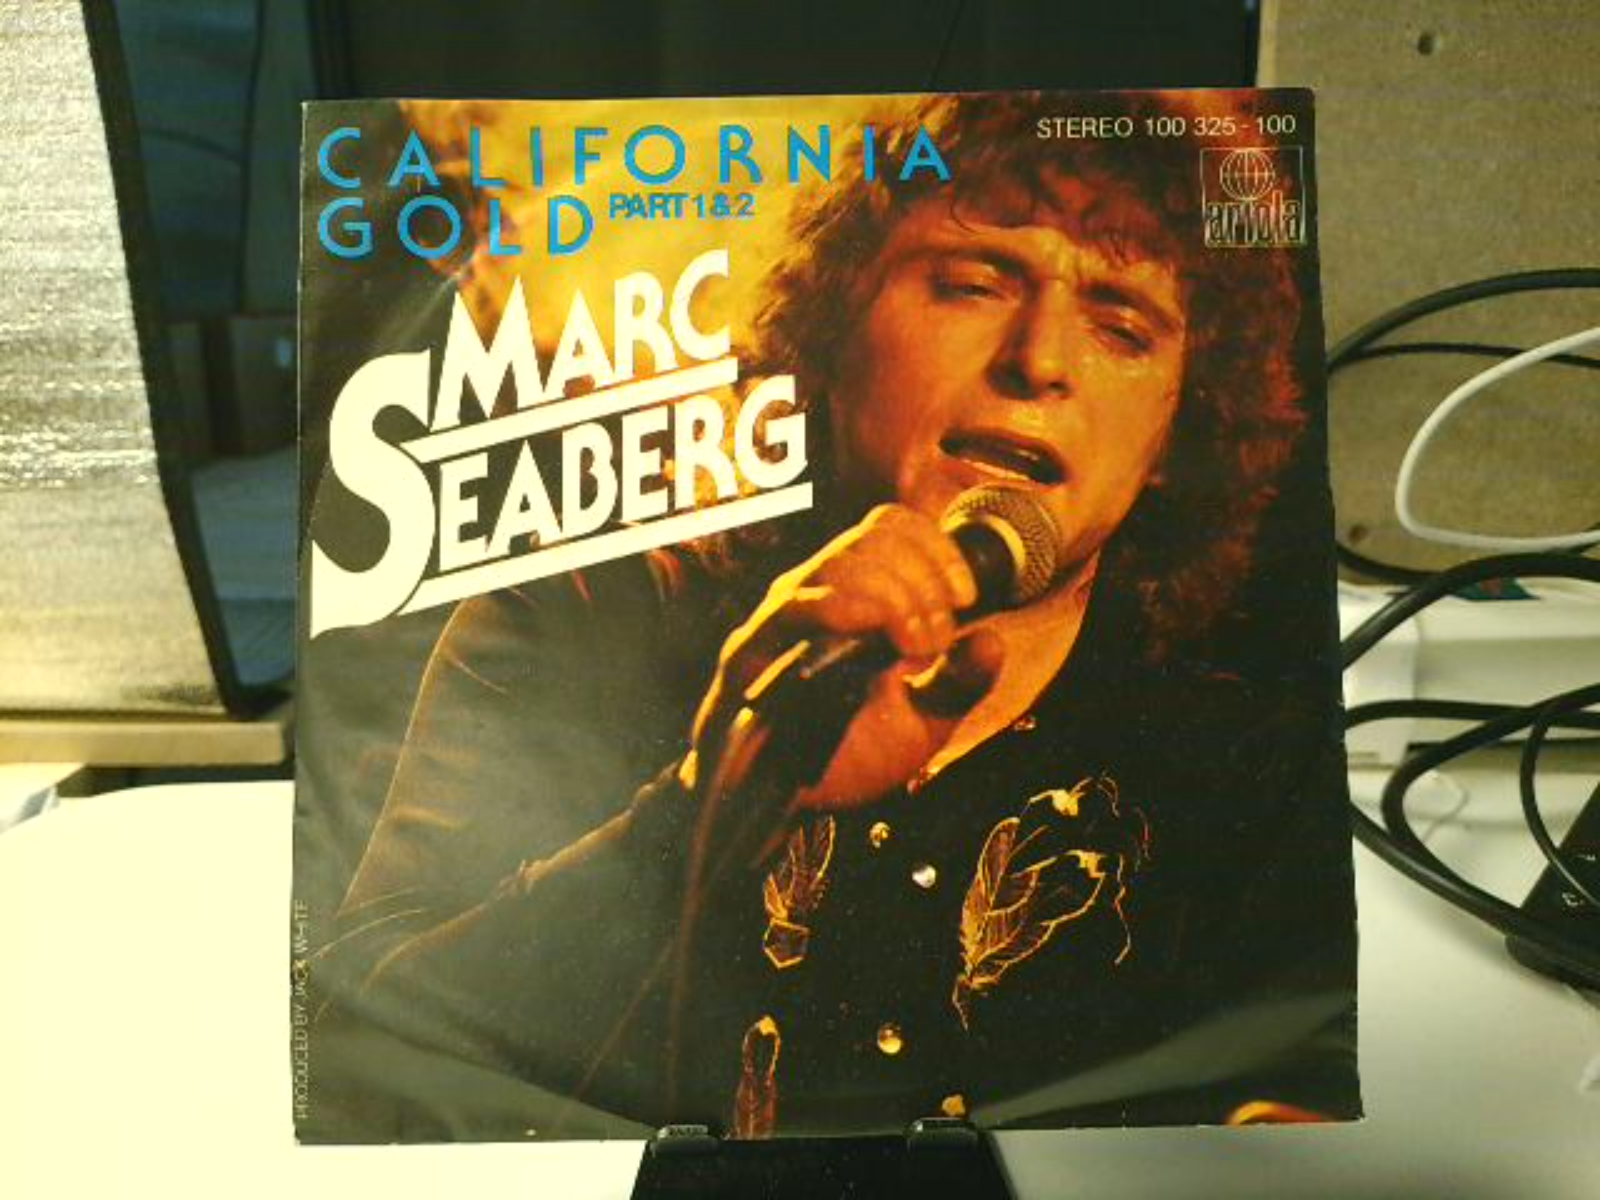 CALIFORNIA
GOLD PART 1 & 2
STEREO 100 325 - 100
ariola
MARC
SEABERG
PRODUCED BY JACK WHITE